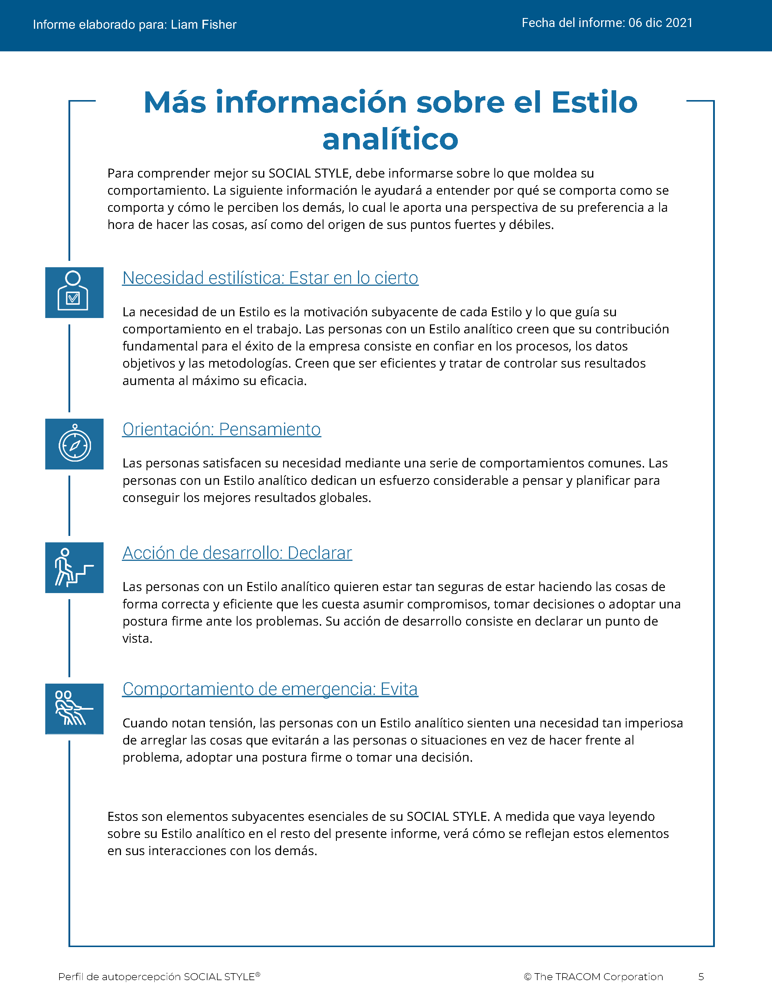 Informe elaborado para: Liam Fisher
Fecha del informe: 06 dic 2021
Más información sobre el Estilo
analítico
Para comprender mejor su SOCIAL STYLE, debe informarse sobre lo que moldea su
comportamiento. La siguiente información le ayudará a entender por qué se comporta como se
comporta y cómo le perciben los demás, lo cual le aporta una perspectiva de su preferencia a la
hora de hacer las cosas, así como del origen de sus puntos fuertes y débiles.
Necesidad estilística: Estar en lo cierto
La necesidad de un Estilo es la motivación subyacente de cada Estilo y lo que guía su
comportamiento en el trabajo. Las personas con un Estilo analítico creen que su contribución
fundamental para el éxito de la empresa consiste en confiar en los procesos, los datos
objetivos y las metodologías. Creen que ser eficientes y tratar de controlar sus resultados
aumenta al máximo su eficacia.
Orientación: Pensamiento
Las personas satisfacen su necesidad mediante una serie de comportamientos comunes. Las
personas con un Estilo analítico dedican un esfuerzo considerable a pensar y planificar para
conseguir los mejores resultados globales.
Acción de desarrollo: Declarar
Las personas con un Estilo analítico quieren estar tan seguras de estar haciendo las cosas de
forma correcta y eficiente que les cuesta asumir compromisos, tomar decisiones o adoptar una
postura firme ante los problemas. Su acción de desarrollo consiste en declarar un punto de
vista.
Comportamiento de emergencia: Evita
Cuando notan tensión, las personas con un Estilo analítico sienten una necesidad tan imperiosa
de arreglar las cosas que evitarán a las personas o situaciones en vez de hacer frente al
problema, adoptar una postura firme o tomar una decisión.
Estos son elementos subyacentes esenciales de su SOCIAL STYLE. A medida que vaya leyendo
sobre su Estilo analítico en el resto del presente informe, verá cómo se reflejan estos elementos
en sus interacciones con los demás.
Perfil de autopercepción SOCIAL STYLE®
© The TRACOM Corporation
5